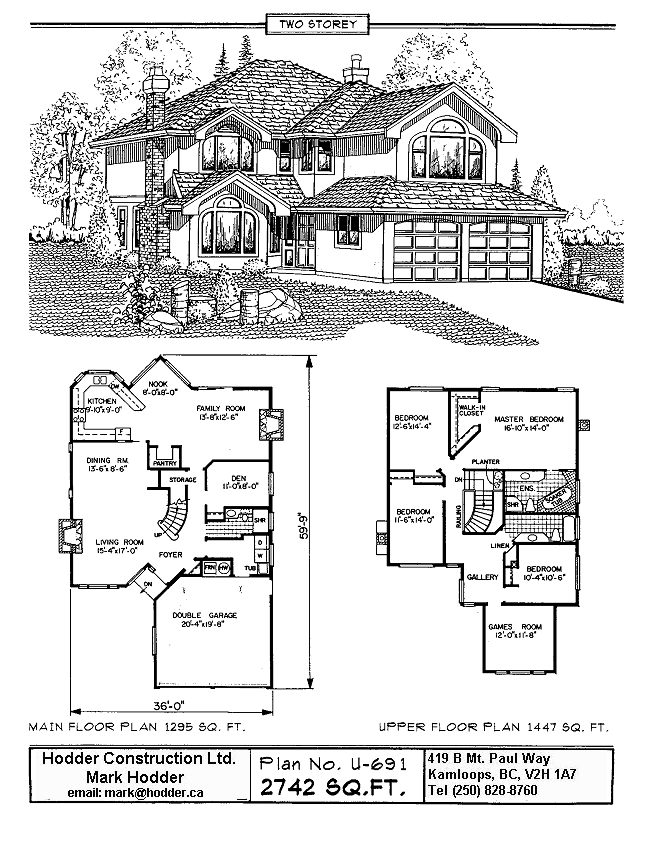 TWO STOREY
NOOK
8'-0"x8'-0"
KITCHEN
9'-10"x9'-0"
DW
F
FAMILY ROOM
13'-8"x12'-6"
DINING RM.
13'-6"x 8'-6"
PANTRY
STORAGE
DEN
11'-0"x8'-0"
SHR
UP
LIVING ROOM
15'-4"x17'-0"
FOYER
D
W
FRN
HW
TUB
DN
DOUBLE GARAGE
20'-4"x19'-8"
59'-9"
36'-0"
MAIN FLOOR PLAN 1295 SQ. FT.
BEDROOM
12'-6"x14'-4"
WALK-IN
CLOSET
MASTER BEDROOM
16'-10"x14'-0"
PLANTER
DN
ENS.
SHR
BEDROOM
11'-6"x14'-0"
RAILING
LINEN
BEDROOM
10'-4"x10'-6"
GALLERY
GAMES ROOM
12'-0"x11'-8"
UPPER FLOOR PLAN 1447 SQ. FT.
Hodder Construction Ltd.
Mark Hodder
email: mark@hodder.ca
Plan No. U-691
2742 SQ.FT.
419 B Mt. Paul Way
Kamloops, BC, V2H 1A7
Tel (250) 828-8760